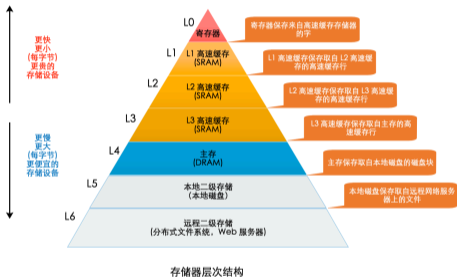 更快
更小
(每字节)
更贵的
存储设备
更慢
更大
(每字节)
更便宜的
存储设备
L0
寄存器
L1
L1 高速缓存
(SRAM)
L2
L2 高速缓存
(SRAM)
L3
L3 高速缓存
(SRAM)
L4
主存
(DRAM)
L5
本地二级存储
(本地磁盘)
L6
远程二级存储
(分布式文件系统、Web 服务器)
寄存器保存来自高速缓存存储器
的字
L1 高速缓存保存取自 L2 高速缓
存的高速缓存行
L2 高速缓存保存取自 L3 高速缓
存的高速缓存行
L3 高速缓存保存取自主存的高
速缓存行
主存保存取自本地磁盘的磁盘块
本地磁盘保存取自远程网络服务
器上的文件
存储器层次结构